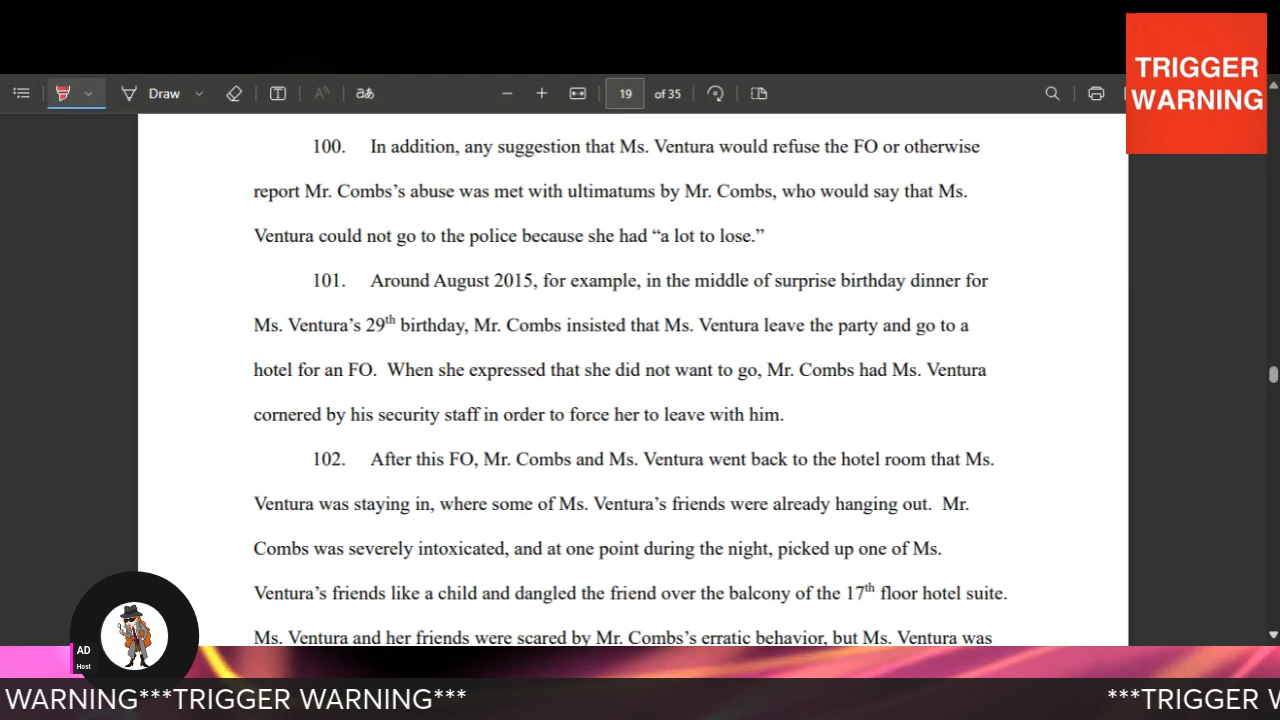 TRIGGER
WARNING
Draw
aあ
19
of 35
100. In addition, any suggestion that Ms. Ventura would refuse the FO or otherwise
report Mr. Combs’s abuse was met with ultimatums by Mr. Combs, who would say that Ms.
Ventura could not go to the police because she had “a lot to lose.”
101. Around August 2015, for example, in the middle of surprise birthday dinner for
Ms. Ventura’s 29th birthday, Mr. Combs insisted that Ms. Ventura leave the party and go to a
hotel for an FO. When she expressed that she did not want to go, Mr. Combs had Ms. Ventura
cornered by his security staff in order to force her to leave with him.
102. After this FO, Mr. Combs and Ms. Ventura went back to the hotel room that Ms.
Ventura was staying in, where some of Ms. Ventura’s friends were already hanging out. Mr.
Combs was severely intoxicated, and at one point during the night, picked up one of Ms.
Ventura’s friends like a child and dangled the friend over the balcony of the 17th floor hotel suite.
Ms. Ventura and her friends were scared by Mr. Combs’s erratic behavior, but Ms. Ventura was
AD
Host
WARNING***TRIGGER WARNING*** ***TRIGGER W